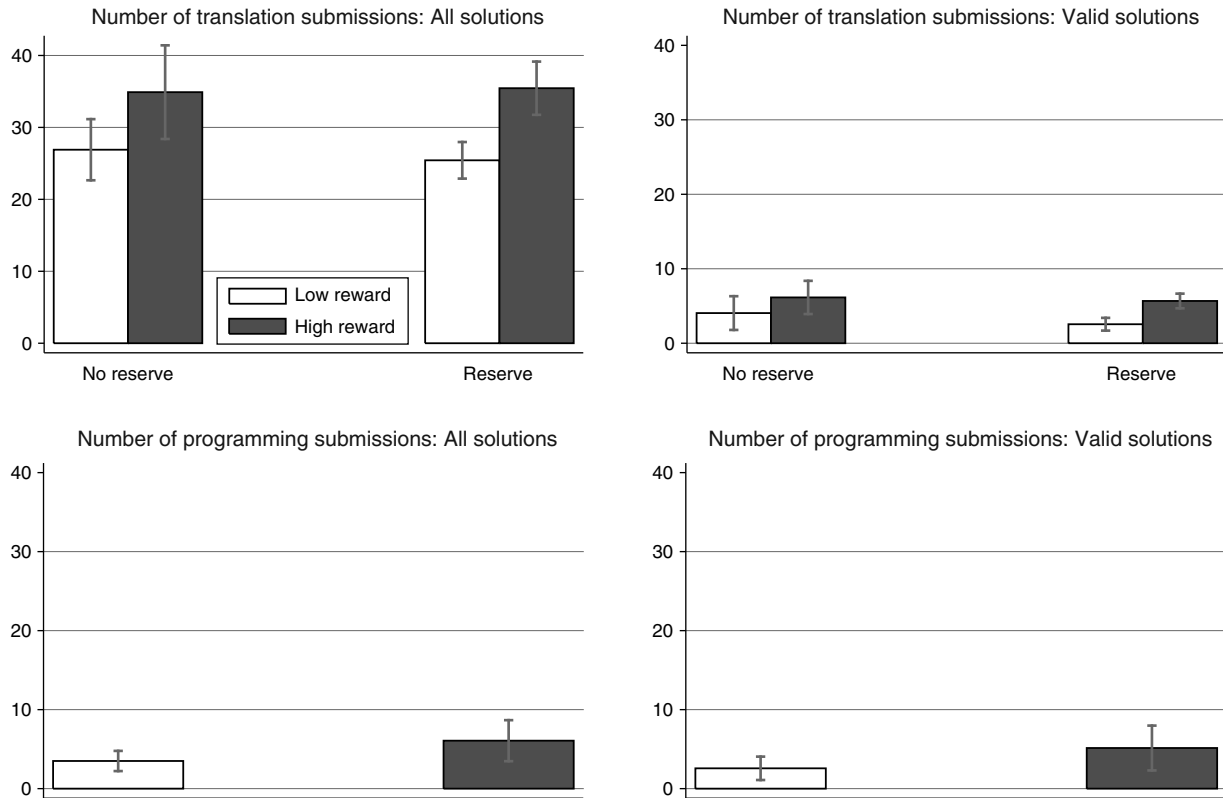 Number of translation submissions: All solutions
40
30
20
10
0
Low reward
High reward
No reserve
Reserve
Number of translation submissions: Valid solutions
40
30
20
10
0
No reserve
Reserve
Number of programming submissions: All solutions
40
30
20
10
0
Number of programming submissions: Valid solutions
40
30
20
10
0